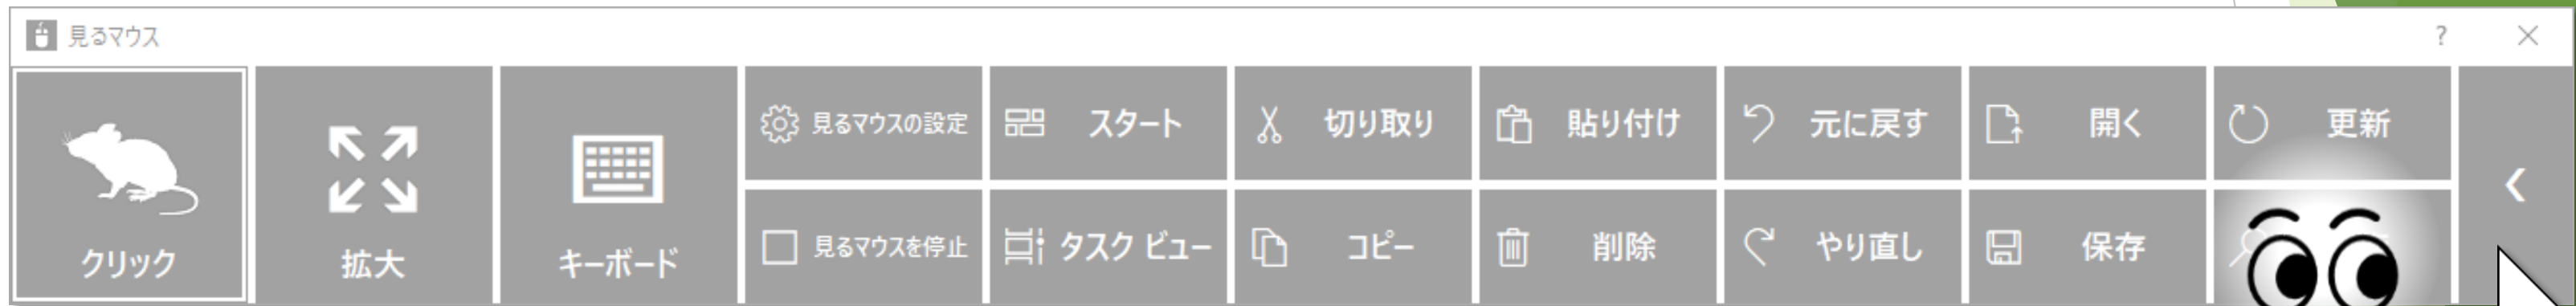 見るマウス
?
クリック
拡大
キーボード
見るマウスの設定
スタート
切り取り
貼り付け
元に戻す
開く
更新
見るマウスを停止
タスク ビュー
コピー
削除
やり直し
保存